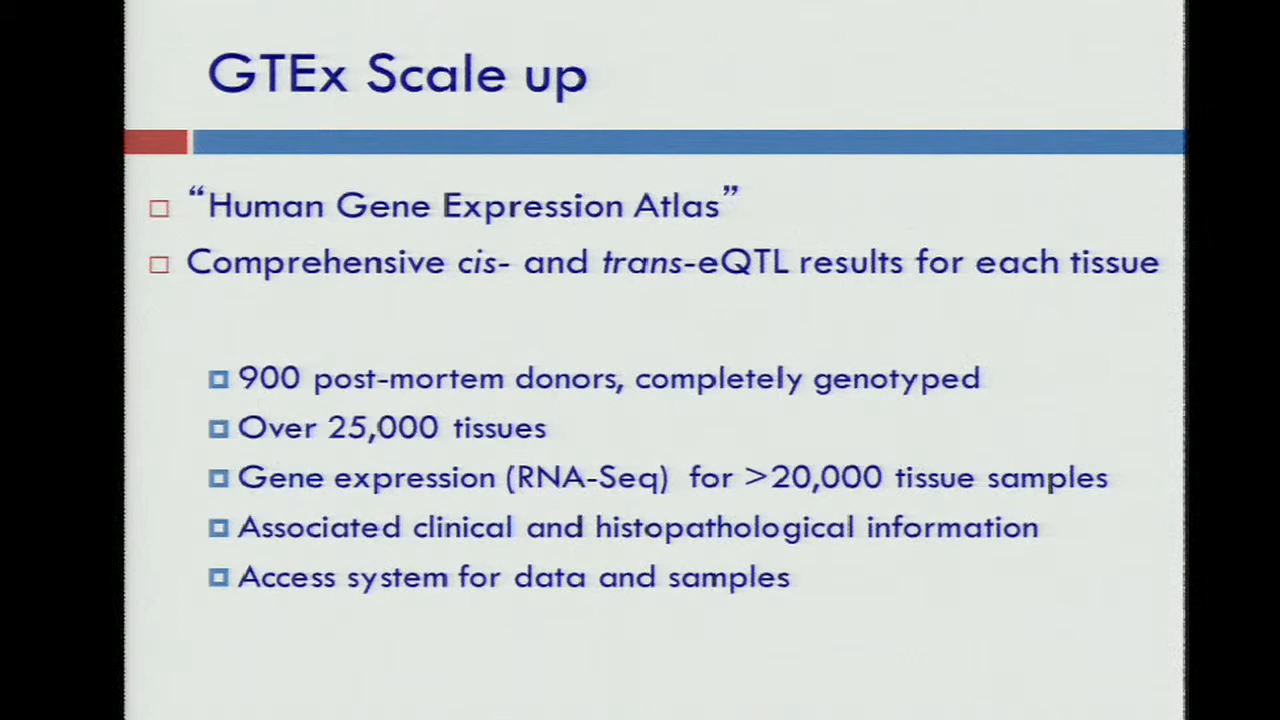 GTEx Scale up
“Human Gene Expression Atlas”
Comprehensive cis- and trans-eQTL results for each tissue
900 post-mortem donors, completely genotyped
Over 25,000 tissues
Gene expression (RNA-Seq) for >20,000 tissue samples
Associated clinical and histopathological information
Access system for data and samples